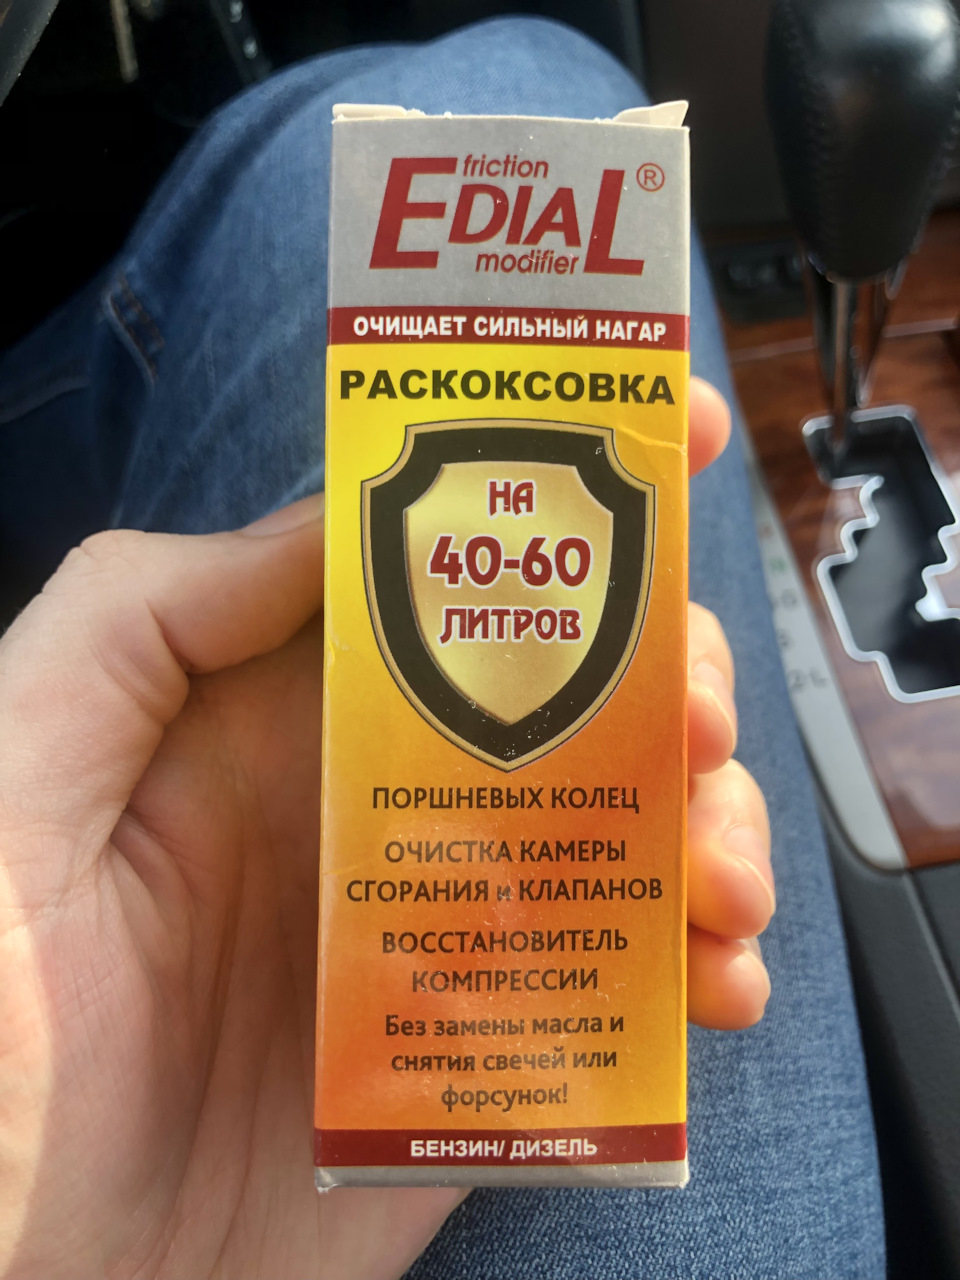 friction
EDIAL®
modifier
ОЧИЩАЕТ СИЛЬНЫЙ НАГАР
РАСКОКСОВКА
НА
40-60
ЛИТРОВ
ПОРШНЕВЫХ КОЛЕЦ
ОЧИСТКА КАМЕРЫ
СГОРАНИЯ и КЛАПАНОВ
ВОССТАНОВИТЕЛЬ
КОМПРЕССИИ
Без замены масла и
снятия свечей или
форсунок!
БЕНЗИН/ ДИЗЕЛЬ